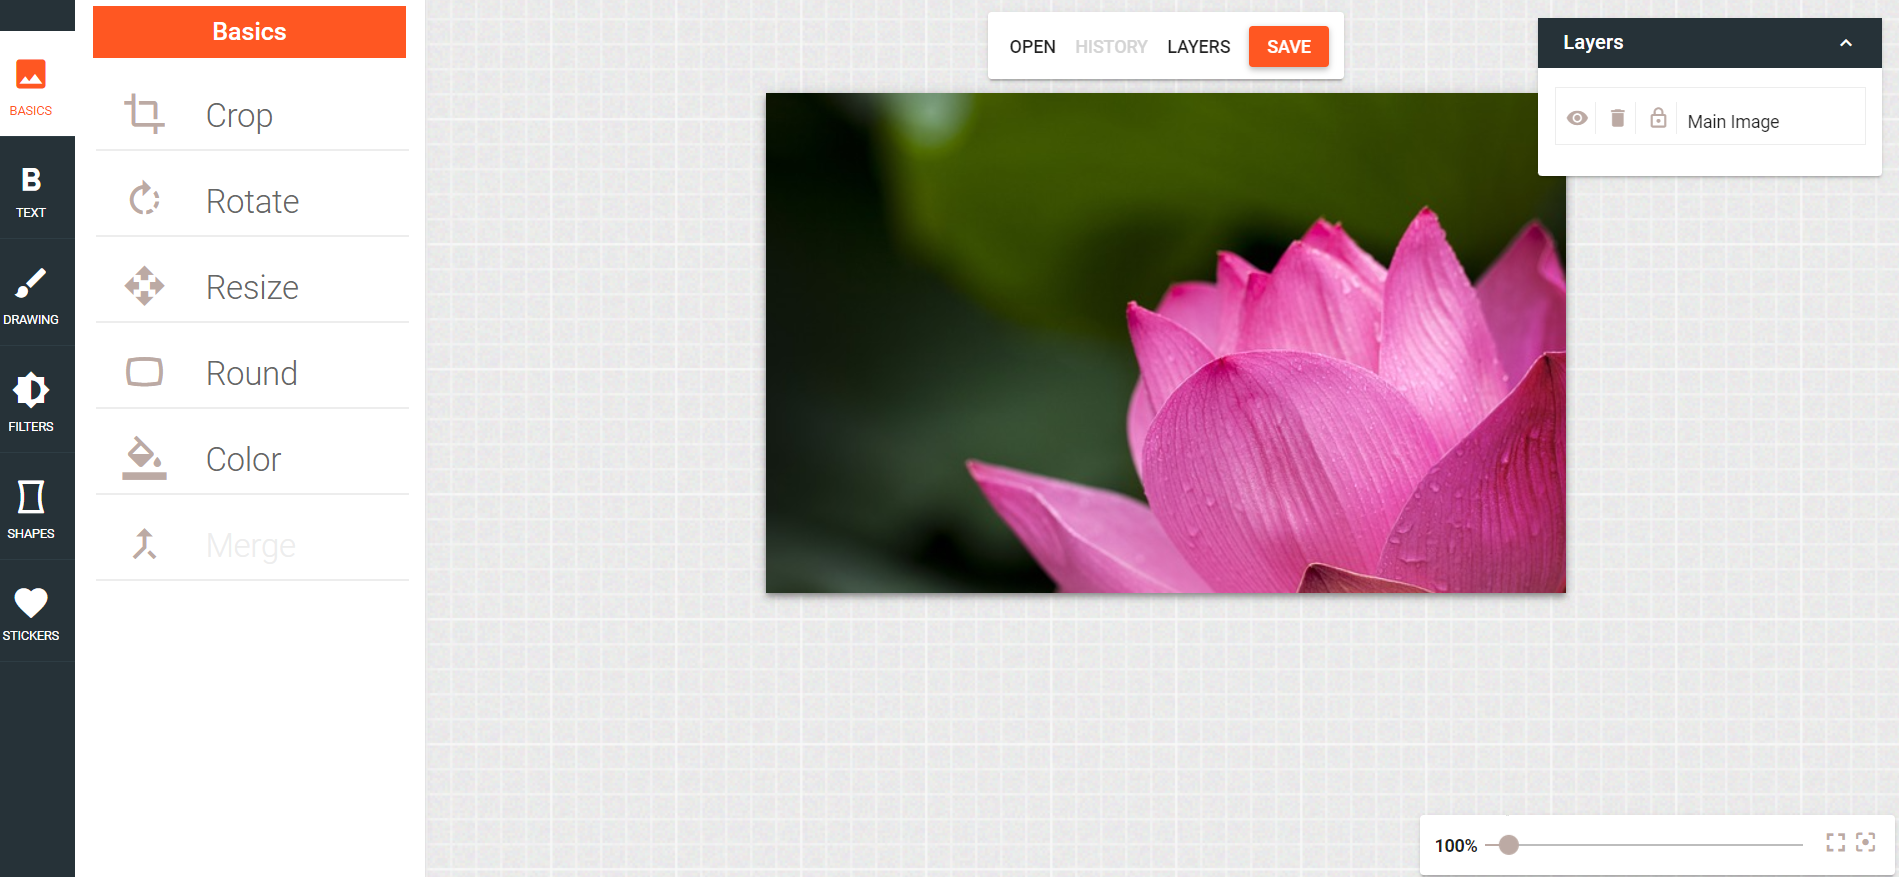 BASICS
TEXT
DRAWING
FILTERS
SHAPES
STICKERS
Basics
Crop
Rotate
Resize
Round
Color
Merge
OPEN HISTORY LAYERS SAVE
Layers
Main Image
100%